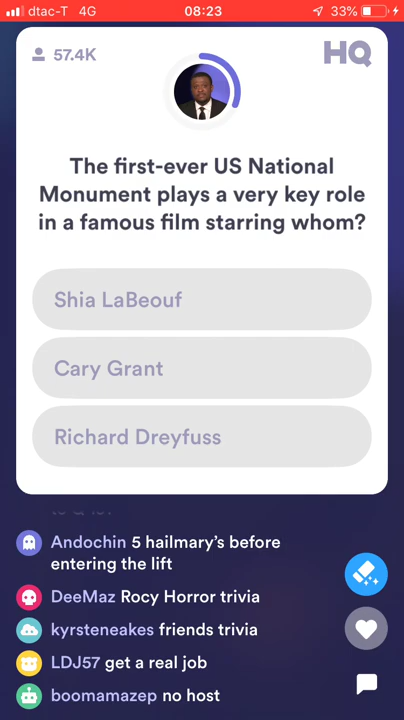 dtac-T 4G 08:23 33%
57.4K HQ
The first-ever US National
Monument plays a very key role
in a famous film starring whom?
Shia LaBeouf
Cary Grant
Richard Dreyfuss
Andochin 5 hailmary's before
entering the lift
DeeMaz Rocy Horror trivia
kyrsteneakes friends trivia
LDJ57 get a real job
boomamazep no host